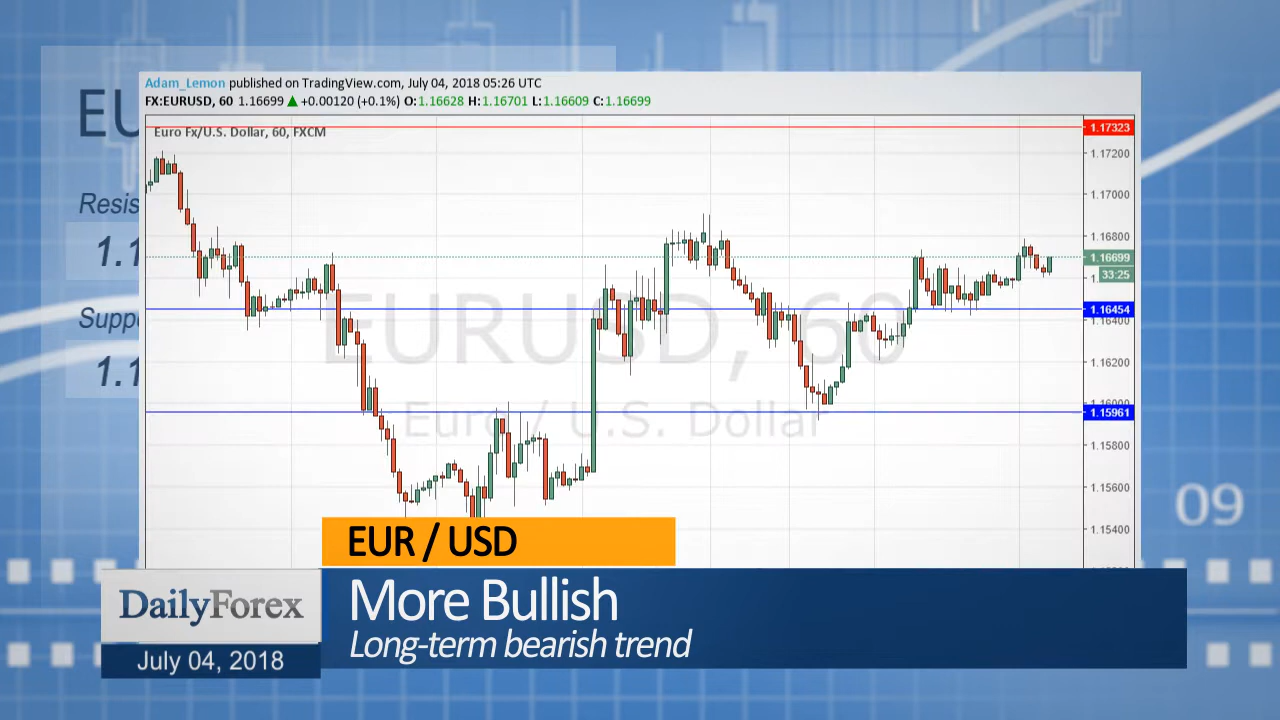 Adam_Lemon published on TradingView.com, July 04, 2018 05:26 UTC
FX:EURUSD, 60 1.16699 ▲ +0.00120 (+0.1%) O:1.16628 H:1.16701 L:1.16609 C:1.16699
Euro Fx/U.S. Dollar, 60, FXCM
1.17323
1.17200
1.17000
1.16800
1.16699
33:25
1.16454
1.16400
1.16200
1.16000
1.15961
1.15800
1.15600
1.15400
EURUSD, 60
Euro / U.S. Dollar
EU
Resis
1.1
Suppo
1.1
09
EUR / USD
More Bullish
Long-term bearish trend
DailyForex
July 04, 2018